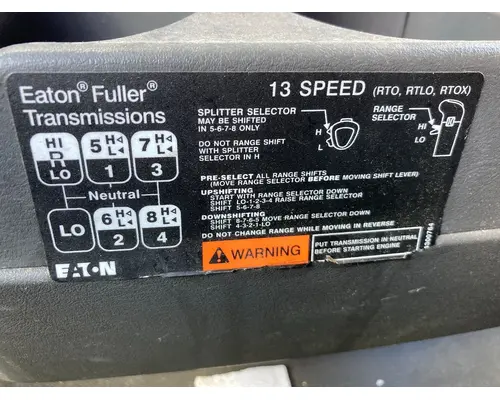 Eaton® Fuller®
Transmissions
13 SPEED (RTO, RTLO, RTOX)
HI
R
LO
5 H
L
1
7 H
L
3
Neutral
LO
6 H
L
2
8 H
L
4
EATON
SPLITTER SELECTOR
MAY BE SHIFTED
IN 5-6-7-8 ONLY
H
L
RANGE
SELECTOR
HI
LO
DO NOT RANGE SHIFT
WITH SPLITTER
SELECTOR IN H
PRE-SELECT ALL RANGE SHIFTS
(MOVE RANGE SELECTOR BEFORE MOVING SHIFT LEVER)
UPSHIFTING
START WITH RANGE SELECTOR DOWN
SHIFT LO-1-2-3-4 RAISE RANGE SELECTOR
SHIFT 5-6-7-8
DOWNSHIFTING
SHIFT 8-7-6-5 MOVE RANGE SELECTOR DOWN
SHIFT 4-3-2-1-LO
DO NOT CHANGE RANGE WHILE MOVING IN REVERSE
WARNING
PUT TRANSMISSION IN NEUTRAL
BEFORE STARTING ENGINE